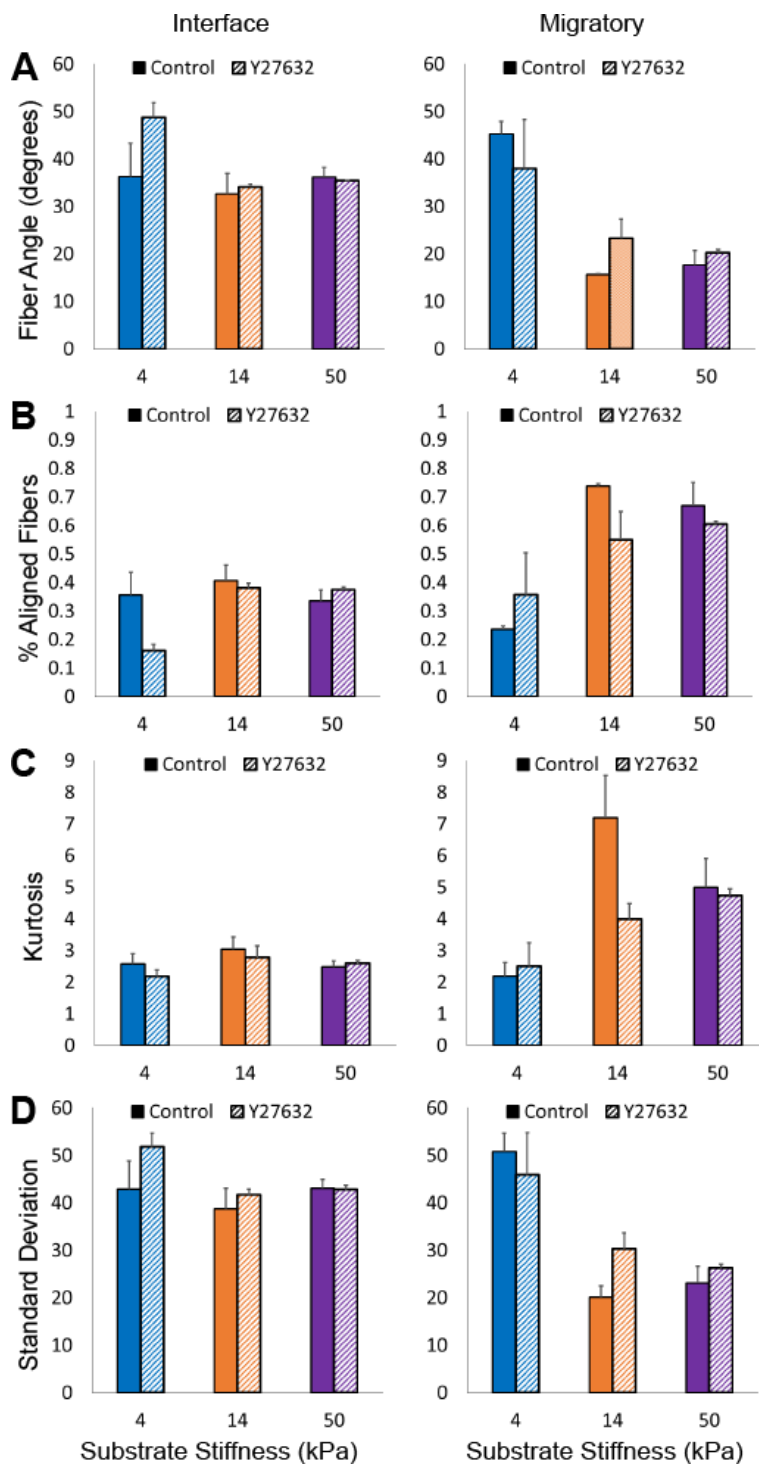 Interface Migratory
A
Fiber Angle (degrees)
Control Y27632
60
50
40
30
20
10
0
4 14 50
Control Y27632
60
50
40
30
20
10
0
4 14 50
B
% Aligned Fibers
Control Y27632
1
0.9
0.8
0.7
0.6
0.5
0.4
0.3
0.2
0.1
0
4 14 50
Control Y27632
1
0.9
0.8
0.7
0.6
0.5
0.4
0.3
0.2
0.1
0
4 14 50
C
Kurtosis
Control Y27632
9
8
7
6
5
4
3
2
1
0
4 14 50
Control Y27632
9
8
7
6
5
4
3
2
1
0
4 14 50
D
Standard Deviation
Control Y27632
60
50
40
30
20
10
0
4 14 50
Substrate Stiffness (kPa)
Control Y27632
60
50
40
30
20
10
0
4 14 50
Substrate Stiffness (kPa)